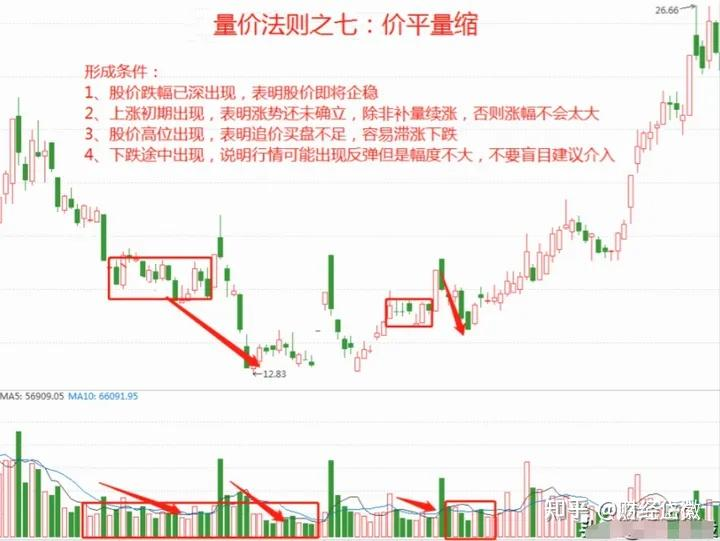 量价法则之七：价平量缩
26.66
形成条件：
1、股价跌幅已深出现，表明股价即将企稳
2、上涨初期出现，表明涨势还未确立，除非补量续涨，否则涨幅不会太大
3、股价高位出现，表明追价买盘不足，容易滞涨下跌
4、下跌途中出现，说明行情可能出现反弹但是幅度不大，不要盲目建议介入
12.83
MA5: 56909.05 MA10: 66091.95
知乎 @财经店徽